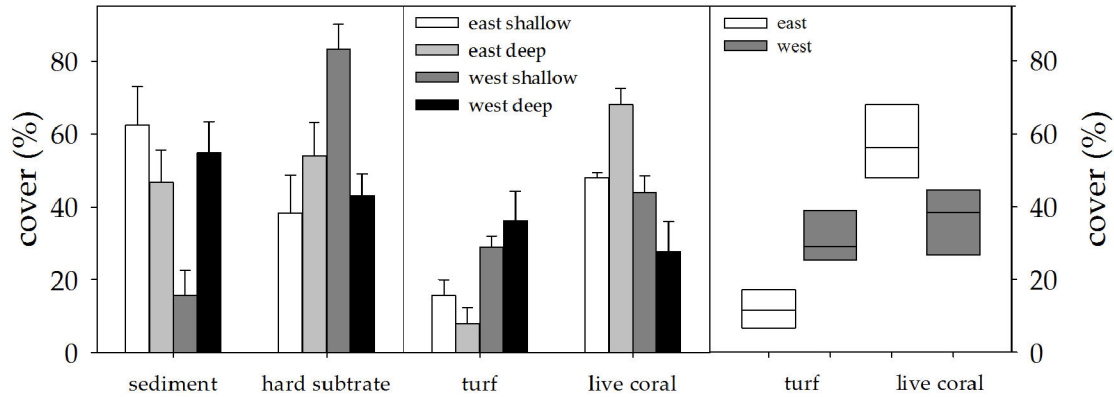 cover (%)
80
60
40
20
0
sediment
hard subtrate
east shallow
east deep
west shallow
west deep
turf
live coral
east
west
turf
live coral
80
60
40
20
0
cover (%)